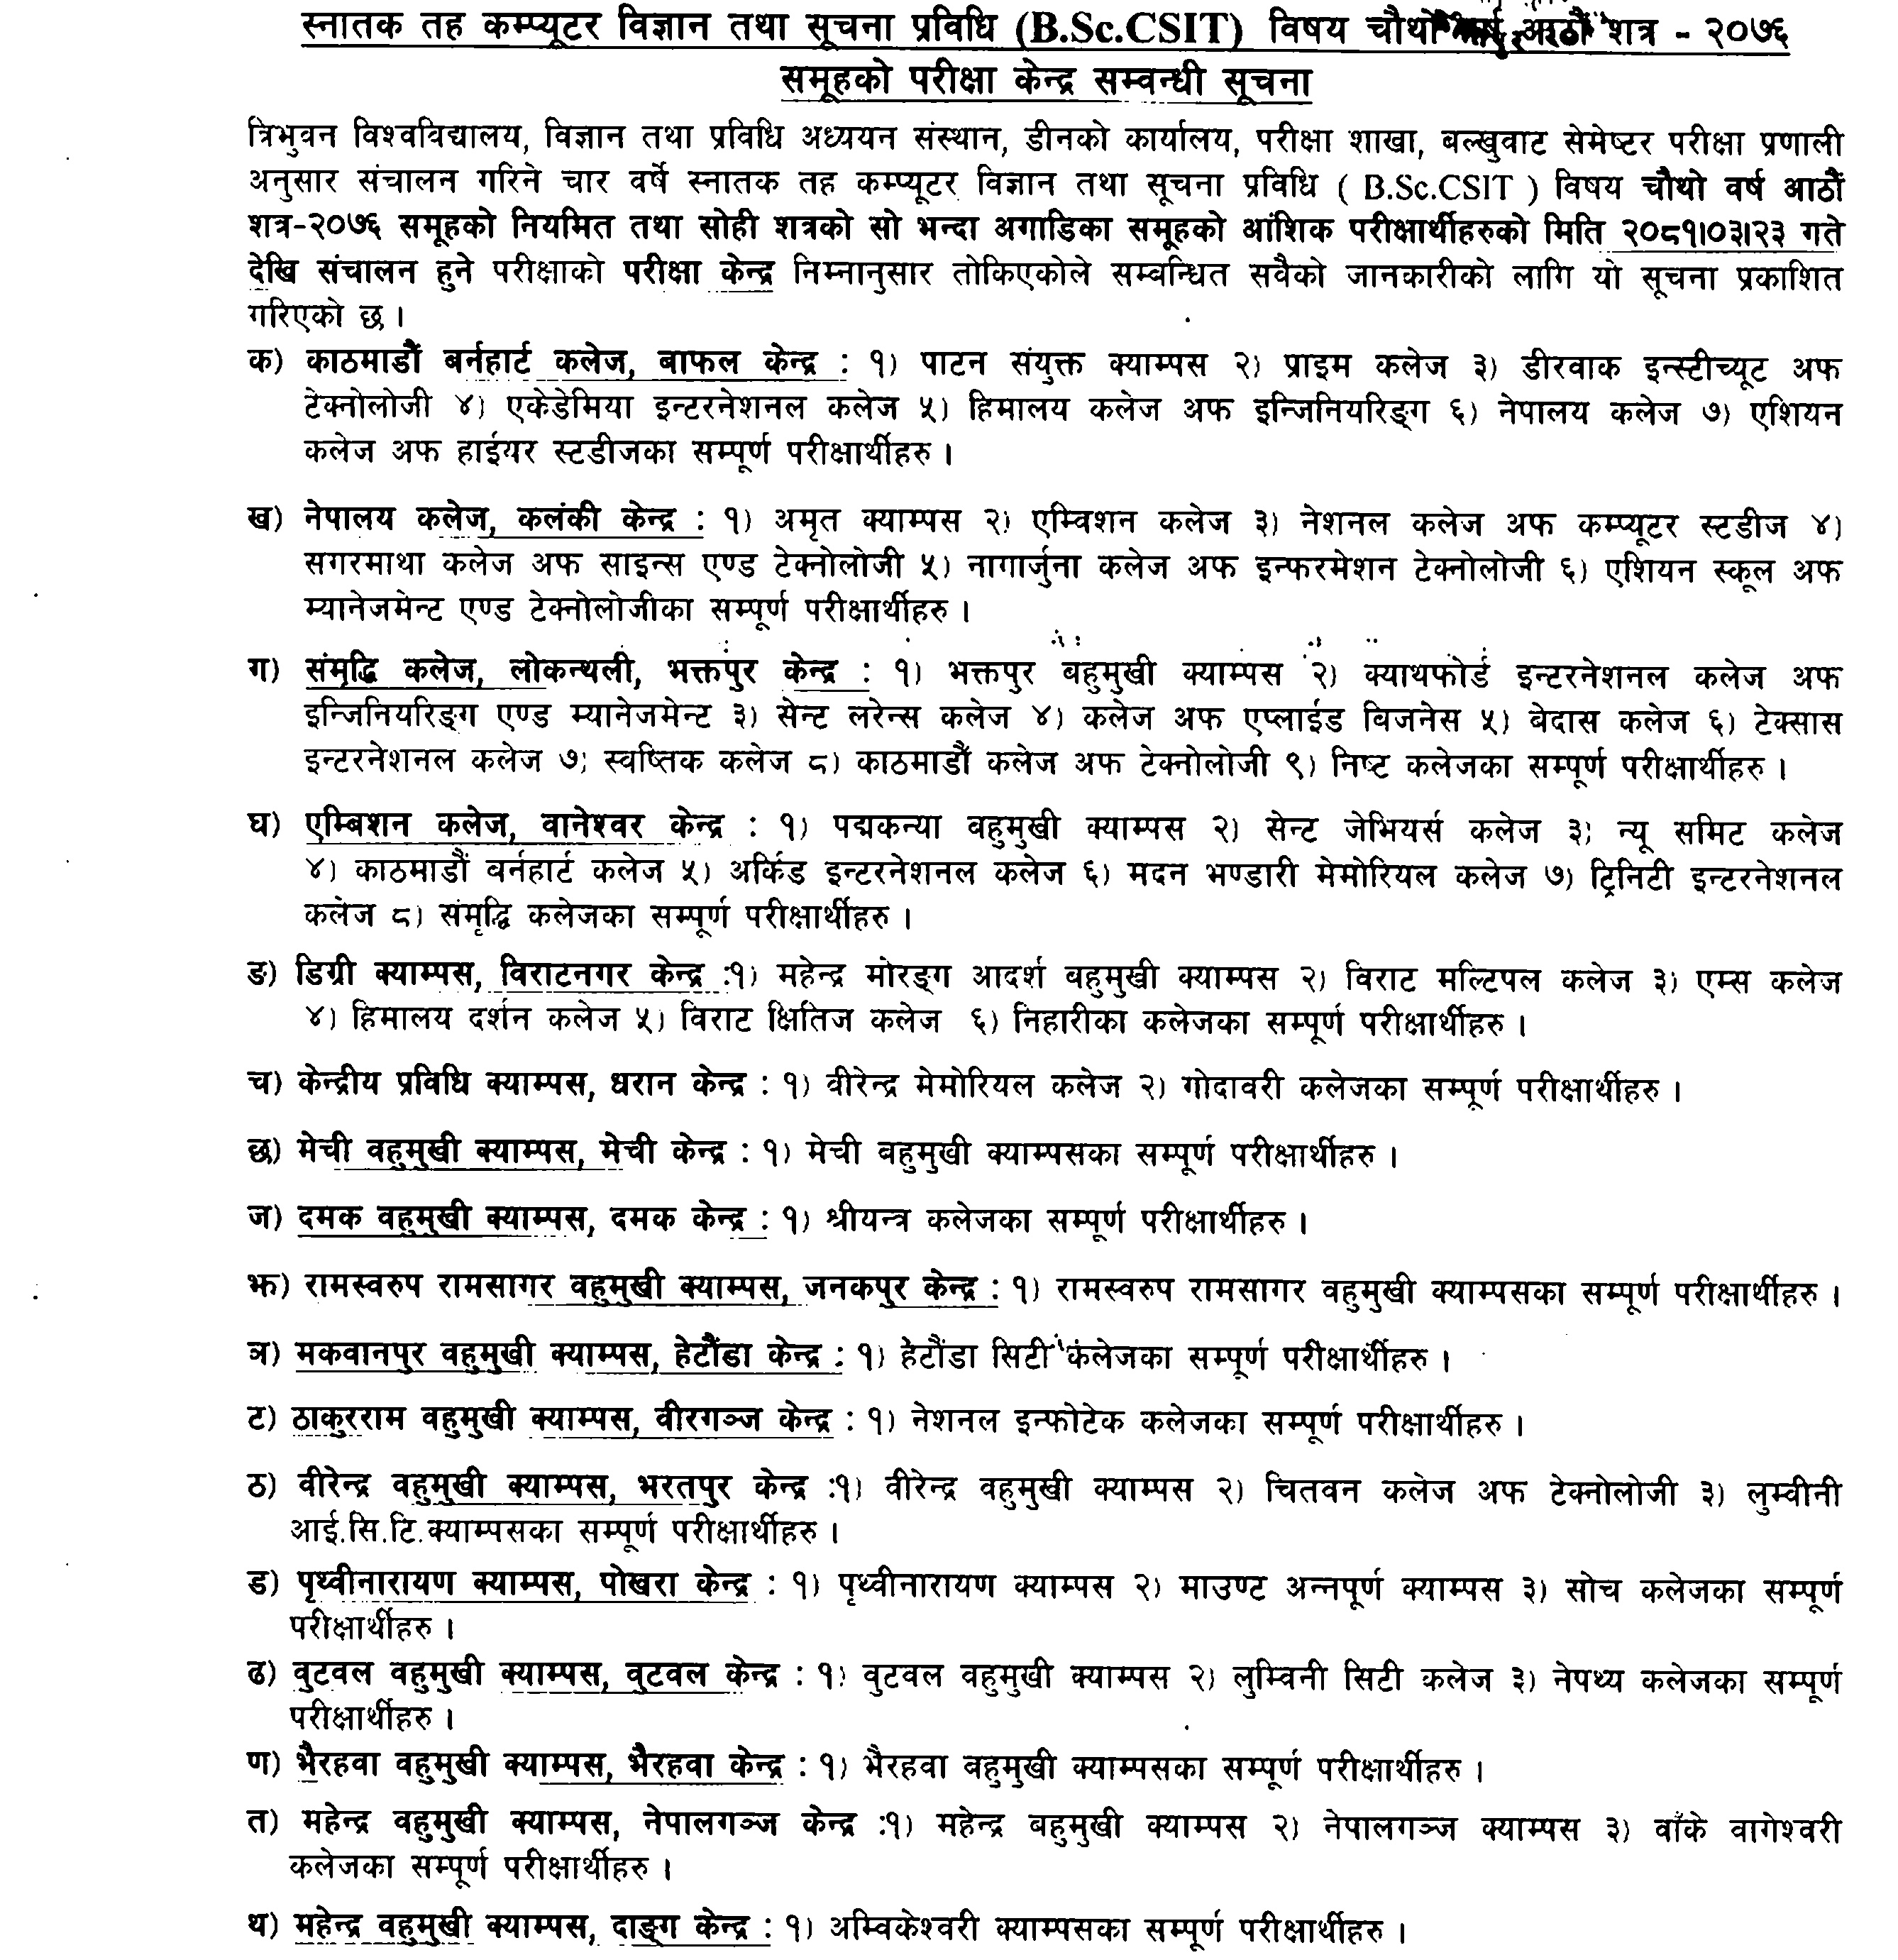 स्नातक तह कम्प्यूटर विज्ञान तथा सूचना प्रविधि (B.Sc.CSIT) विषय चौथो वर्ष आठौं शत्र - २०७६
समूहको परीक्षा केन्द्र सम्वन्धी सूचना
त्रिभुवन विश्वविद्यालय, विज्ञान तथा प्रविधि अध्ययन संस्थान, डीनको कार्यालय, परीक्षा शाखा, बल्खुवाट सेमेष्टर परीक्षा प्रणाली
अनुसार संचालन गरिने चार वर्षे स्नातक तह कम्प्यूटर विज्ञान तथा सूचना प्रविधि ( B.Sc.CSIT ) विषय चौथो वर्ष आठौं
शत्र-२०७६ समूहको नियमित तथा सोही शत्रको सो भन्दा अगाडिका समूहको आंशिक परीक्षार्थीहरुको मिति २०८१।०३।२३ गते
देखि संचालन हुने परीक्षाको परीक्षा केन्द्र निम्नानुसार तोकिएकोले सम्वन्धित सवैको जानकारीको लागि यो सूचना प्रकाशित
गरिएको छ ।
क) काठमाडौं बर्नहार्ट कलेज, बाफल केन्द्र : १) पाटन संयुक्त क्याम्पस २) प्राइम कलेज ३) डीरवाक इन्स्टीच्यूट अफ
टेक्नोलोजी ४) एकेडेमिया इन्टरनेशनल कलेज ५) हिमालय कलेज अफ इन्जिनियरिङ्ग ६) नेपालय कलेज ७) एशियन
कलेज अफ हाईयर स्टडीजका सम्पूर्ण परीक्षार्थीहरु ।
ख) नेपालय कलेज, कलंकी केन्द्र : १) अमृत क्याम्पस २) एम्विशन कलेज ३) नेशनल कलेज अफ कम्प्यूटर स्टडीज ४)
सगरमाथा कलेज अफ साइन्स एण्ड टेक्नोलोजी ५) नागार्जुना कलेज अफ इन्फरमेशन टेक्नोलोजी ६) एशियन स्कूल अफ
म्यानेजमेन्ट एण्ड टेक्नोलोजीका सम्पूर्ण परीक्षार्थीहरु ।
ग) संमृद्धि कलेज, लोकन्थली, भक्तपुर केन्द्र : १) भक्तपुर बहुमुखी क्याम्पस २) क्याथफोर्ड इन्टरनेशनल कलेज अफ
इन्जिनियरिङ्ग एण्ड म्यानेजमेन्ट ३) सेन्ट लरेन्स कलेज ४) कलेज अफ एप्लाईड बिजनेस ५) बेदास कलेज ६) टेक्सास
इन्टरनेशनल कलेज ७) स्वष्तिक कलेज ८) काठमाडौं कलेज अफ टेक्नोलोजी ९) निष्ट कलेजका सम्पूर्ण परीक्षार्थीहरु ।
घ) एम्बिशन कलेज, वानेश्वर केन्द्र : १) पद्मकन्या वहुमुखी क्याम्पस २) सेन्ट जेभियर्स कलेज ३) न्यू समिट कलेज
४) काठमाडौं वर्नहार्ट कलेज ५) अर्किड इन्टरनेशनल कलेज ६) मदन भण्डारी मेमोरियल कलेज ७) ट्रिनिटी इन्टरनेशनल
कलेज ८) संमृद्धि कलेजका सम्पूर्ण परीक्षार्थीहरु ।
ङ) डिग्री क्याम्पस, विराटनगर केन्द्र :१) महेन्द्र मोरङ्ग आदर्श बहुमुखी क्याम्पस २) विराट मल्टिपल कलेज ३) एम्स कलेज
४) हिमालय दर्शन कलेज ५) विराट क्षितिज कलेज ६) निहारीका कलेजका सम्पूर्ण परीक्षार्थीहरु ।
च) केन्द्रीय प्रविधि क्याम्पस, धरान केन्द्र : १) वीरेन्द्र मेमोरियल कलेज २) गोदावरी कलेजका सम्पूर्ण परीक्षार्थीहरु ।
छ) मेची वहुमुखी क्याम्पस, मेची केन्द्र : १) मेची बहुमुखी क्याम्पसका सम्पूर्ण परीक्षार्थीहरु ।
ज) दमक वहुमुखी क्याम्पस, दमक केन्द्र : १) श्रीयन्त्र कलेजका सम्पूर्ण परीक्षार्थीहरु ।
झ) रामस्वरुप रामसागर वहुमुखी क्याम्पस, जनकपुर केन्द्र : १) रामस्वरुप रामसागर वहुमुखी क्याम्पसका सम्पूर्ण परीक्षार्थीहरु ।
ञ) मकवानपुर वहुमुखी क्याम्पस, हेटौंडा केन्द्र : १) हेटौंडा सिटी कलेजका सम्पूर्ण परीक्षार्थीहरु ।
ट) ठाकुरराम वहुमुखी क्याम्पस, वीरगञ्ज केन्द्र : १) नेशनल इन्फोटेक कलेजका सम्पूर्ण परीक्षार्थीहरु ।
ठ) वीरेन्द्र वहुमुखी क्याम्पस, भरतपुर केन्द्र :१) वीरेन्द्र वहुमुखी क्याम्पस २) चितवन कलेज अफ टेक्नोलोजी ३) लुम्वीनी
आई.सि.टि.क्याम्पसका सम्पूर्ण परीक्षार्थीहरु ।
ड) पृथ्वीनारायण क्याम्पस, पोखरा केन्द्र : १) पृथ्वीनारायण क्याम्पस २) माउण्ट अन्नपूर्ण क्याम्पस ३) सोच कलेजका सम्पूर्ण
परीक्षार्थीहरु ।
ढ) वुटवल वहुमुखी क्याम्पस, वुटवल केन्द्र : १) वुटवल वहुमुखी क्याम्पस २) लुम्विनी सिटी कलेज ३) नेपथ्य कलेजका सम्पूर्ण
परीक्षार्थीहरु ।
ण) भैरहवा वहुमुखी क्याम्पस, भैरहवा केन्द्र : १) भैरहवा वहुमुखी क्याम्पसका सम्पूर्ण परीक्षार्थीहरु ।
त) महेन्द्र वहुमुखी क्याम्पस, नेपालगञ्ज केन्द्र :१) महेन्द्र बहुमुखी क्याम्पस २) नेपालगञ्ज क्याम्पस ३) वाँके वागेश्वरी
कलेजका सम्पूर्ण परीक्षार्थीहरु ।
थ) महेन्द्र वहुमुखी क्याम्पस, दाङ्ग केन्द्र : १) अम्विकेश्वरी क्याम्पसका सम्पूर्ण परीक्षार्थीहरु ।